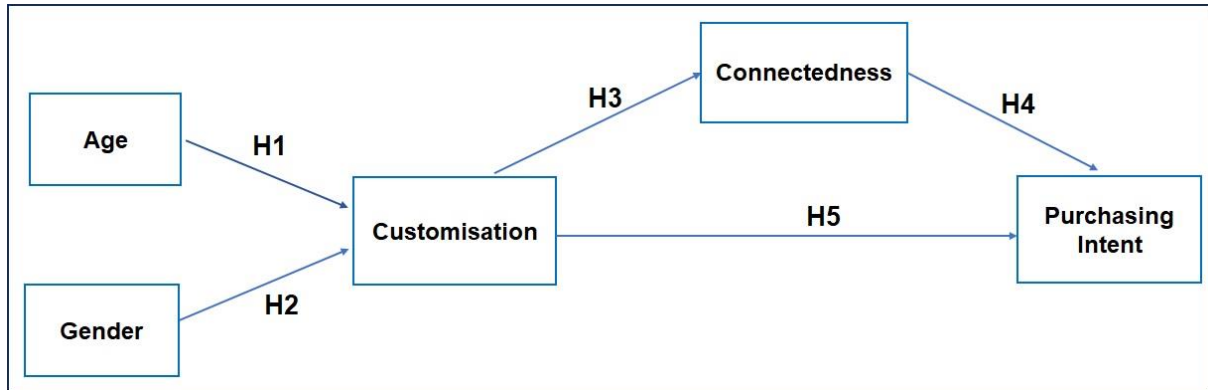 Age
H1
Gender
H2
Customisation
H3
Connectedness
H4
H5
Purchasing
Intent